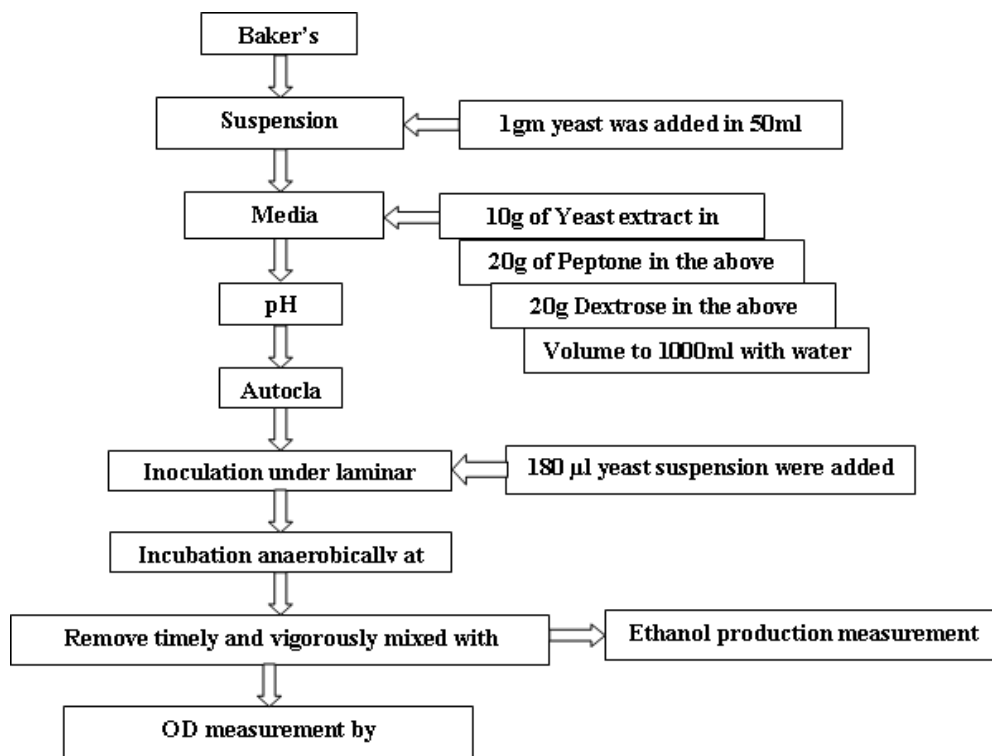 Baker's
Suspension
1gm yeast was added in 50ml
Media
10g of Yeast extract in
20g of Peptone in the above
20g Dextrose in the above
Volume to 1000ml with water
pH
Autocla
Inoculation under laminar
180 µl yeast suspension were added
Incubation anaerobically at
Remove timely and vigorously mixed with
Ethanol production measurement
OD measurement by